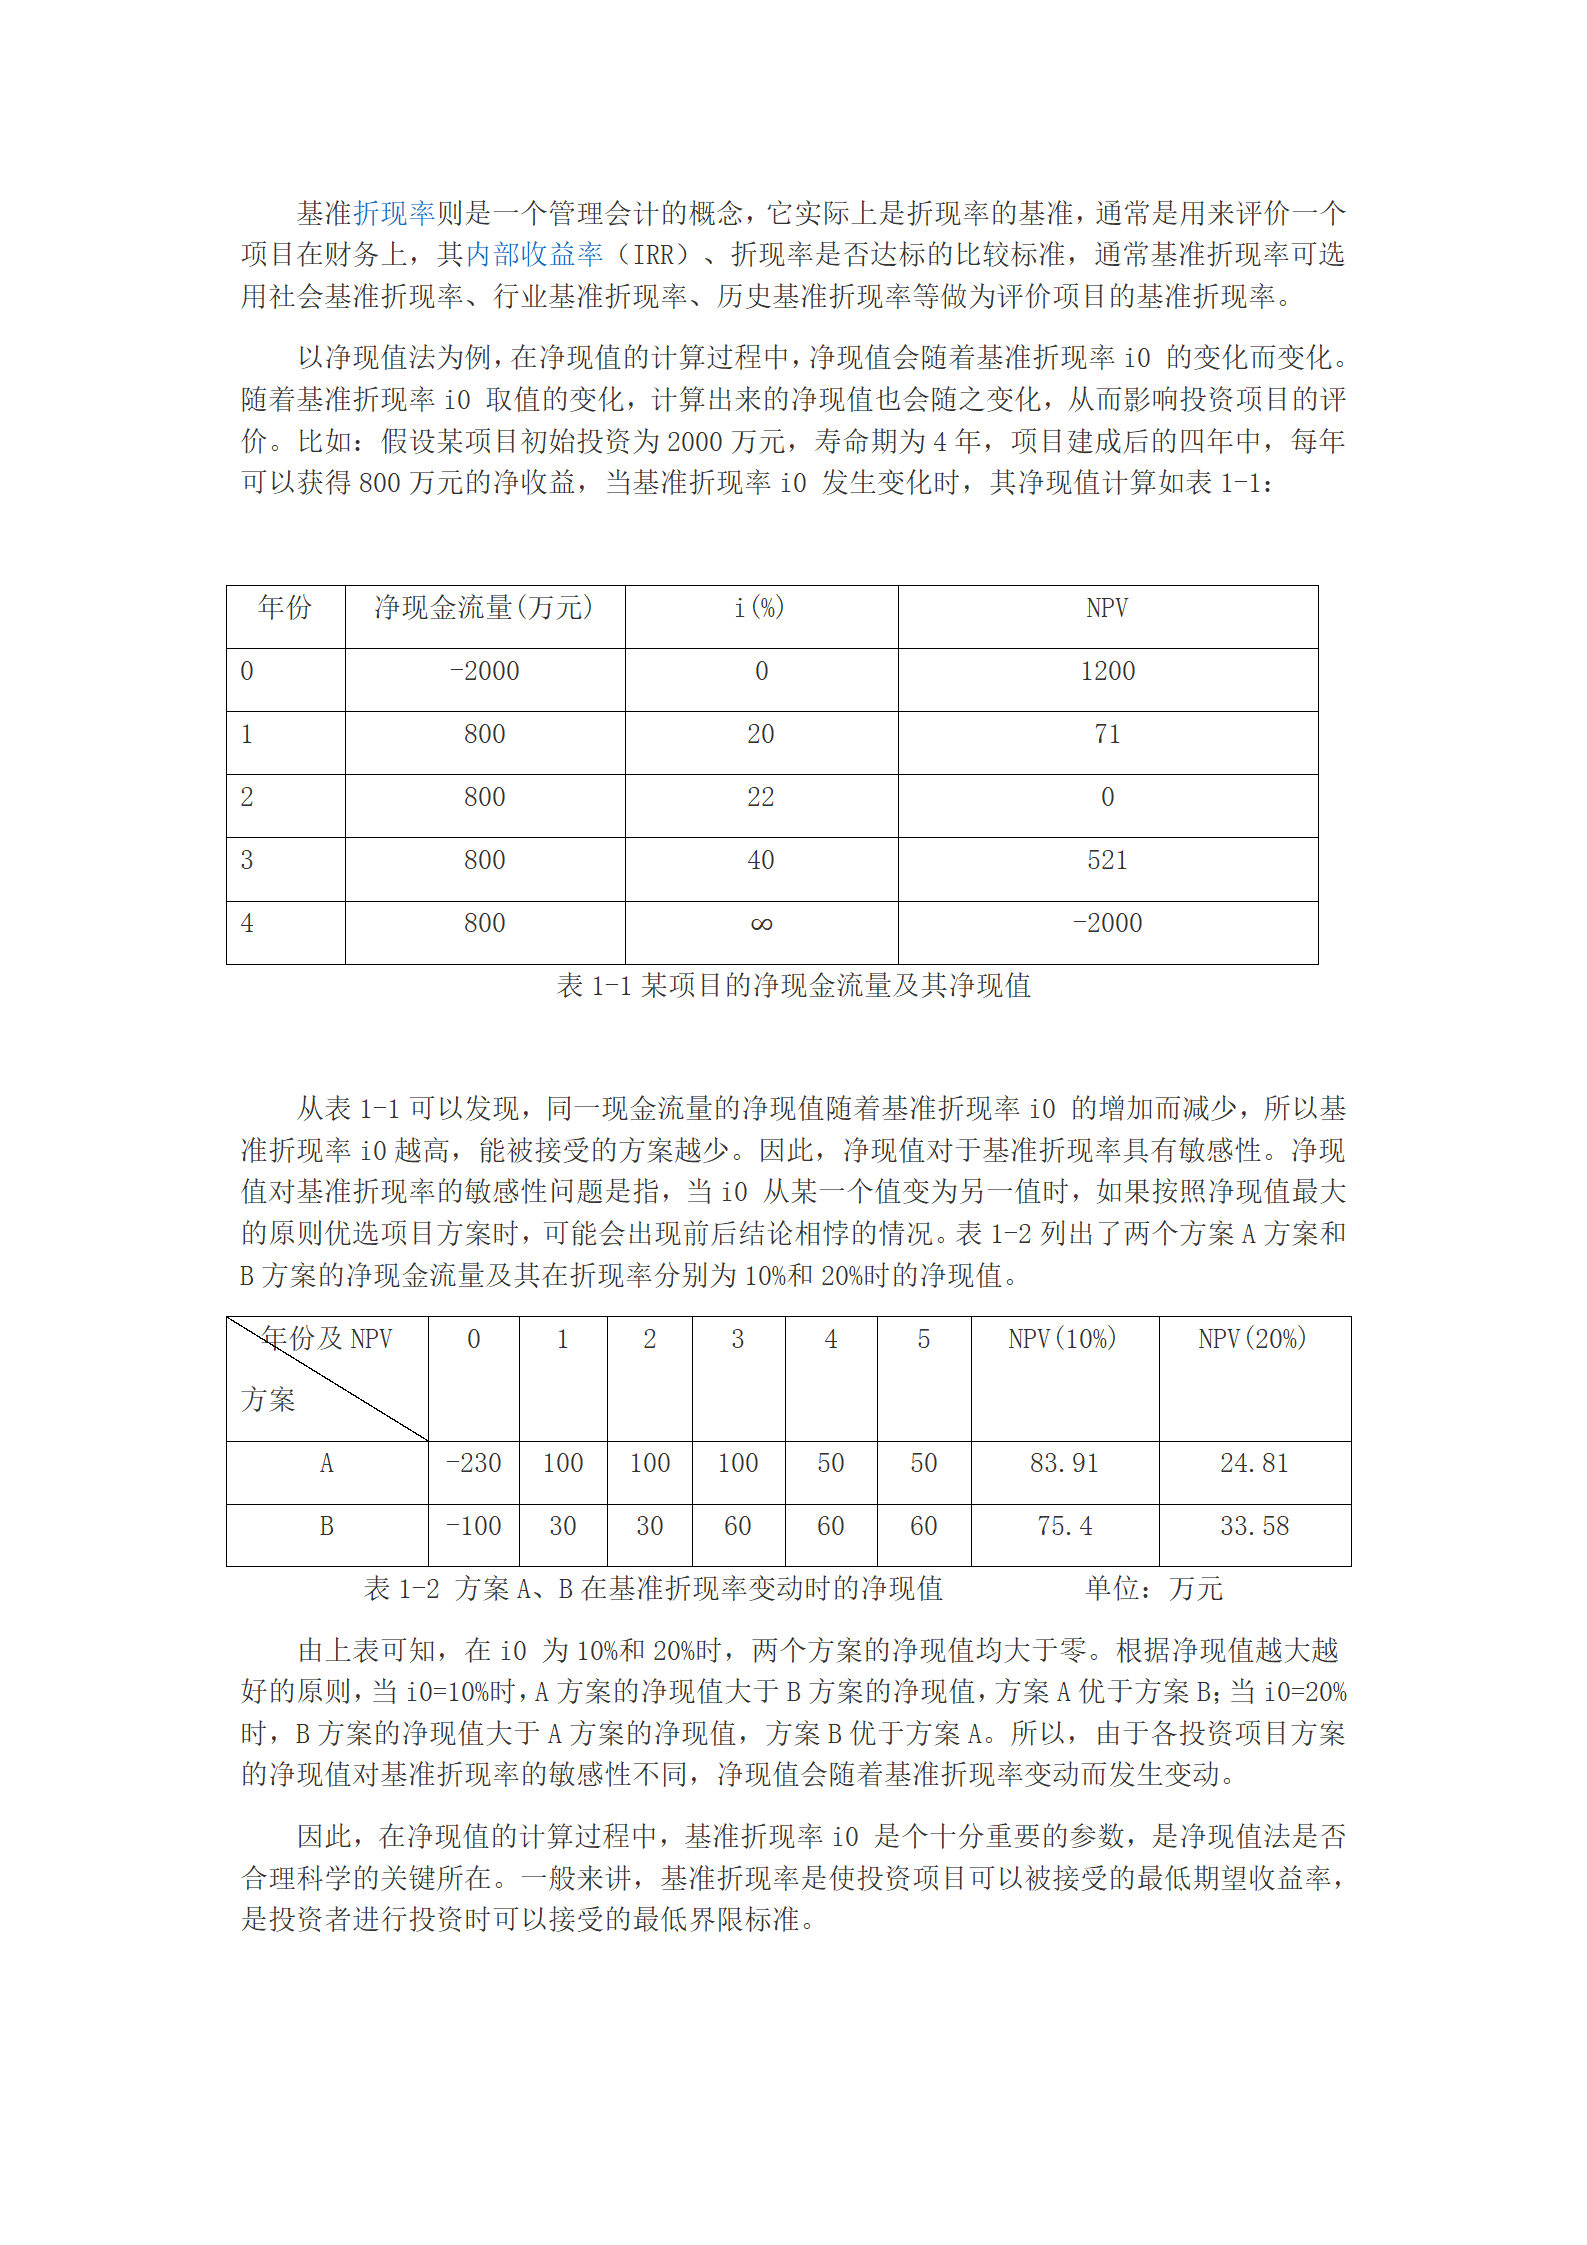 基准折现率则是一个管理会计的概念，它实际上是折现率的基准，通常是用来评价一个
项目在财务上，其内部收益率（IRR）、折现率是否达标的比较标准，通常基准折现率可选
用社会基准折现率、行业基准折现率、历史基准折现率等做为评价项目的基准折现率。
以净现值法为例，在净现值的计算过程中，净现值会随着基准折现率 i0 的变化而变化。
随着基准折现率 i0 取值的变化，计算出来的净现值也会随之变化，从而影响投资项目的评
价。比如：假设某项目初始投资为 2000 万元，寿命期为 4 年，项目建成后的四年中，每年
可以获得 800 万元的净收益，当基准折现率 i0 发生变化时，其净现值计算如表 1-1：
年份 净现金流量(万元) i(%) NPV
0 -2000 0 1200
1 800 20 71
2 800 22 0
3 800 40 521
4 800 ∞ -2000
表 1-1 某项目的净现金流量及其净现值
从表 1-1 可以发现，同一现金流量的净现值随着基准折现率 i0 的增加而减少，所以基
准折现率 i0 越高，能被接受的方案越少。因此，净现值对于基准折现率具有敏感性。净现
值对基准折现率的敏感性问题是指，当 i0 从某一个值变为另一值时，如果按照净现值最大
的原则优选项目方案时，可能会出现前后结论相悖的情况。表 1-2 列出了两个方案 A 方案和
B 方案的净现金流量及其在折现率分别为 10%和 20%时的净现值。
年份及 NPV 0 1 2 3 4 5 NPV(10%) NPV(20%)
方案
A -230 100 100 100 50 50 83.91 24.81
B -100 30 30 60 60 60 75.4 33.58
表 1-2 方案 A、B 在基准折现率变动时的净现值 单位：万元
由上表可知，在 i0 为 10%和 20%时，两个方案的净现值均大于零。根据净现值越大越
好的原则，当 i0=10%时，A 方案的净现值大于 B 方案的净现值，方案 A 优于方案 B；当 i0=20%
时，B 方案的净现值大于 A 方案的净现值，方案 B 优于方案 A。所以，由于各投资项目方案
的净现值对基准折现率的敏感性不同，净现值会随着基准折现率变动而发生变动。
因此，在净现值的计算过程中，基准折现率 i0 是个十分重要的参数，是净现值法是否
合理科学的关键所在。一般来讲，基准折现率是使投资项目可以被接受的最低期望收益率，
是投资者进行投资时可以接受的最低界限标准。